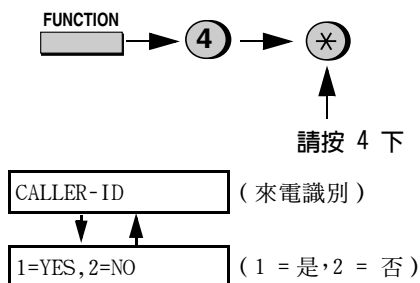 FUNCTION
4
請按 4 下
CALLER-ID (來電識別)
1=YES,2=NO (1 = 是,2 = 否)